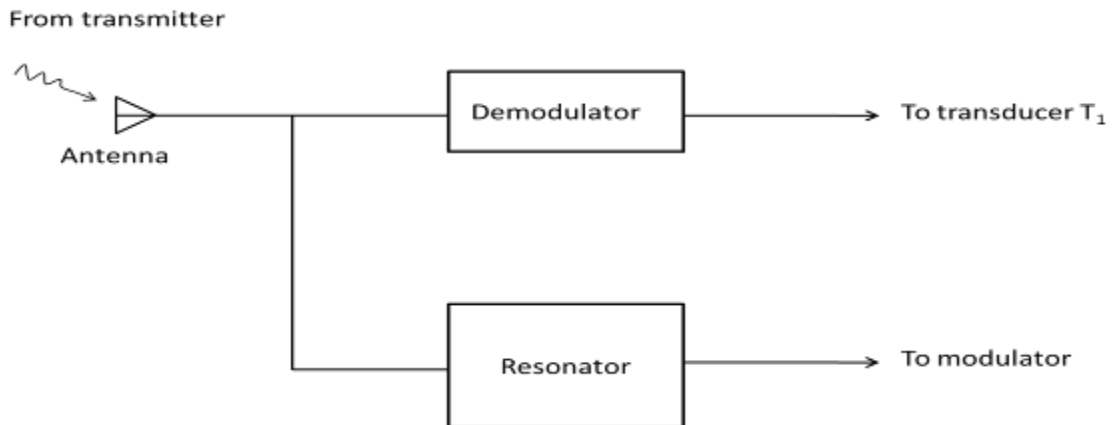 From transmitter
Demodulator
To transducer T₁
Antenna
Resonator
To modulator